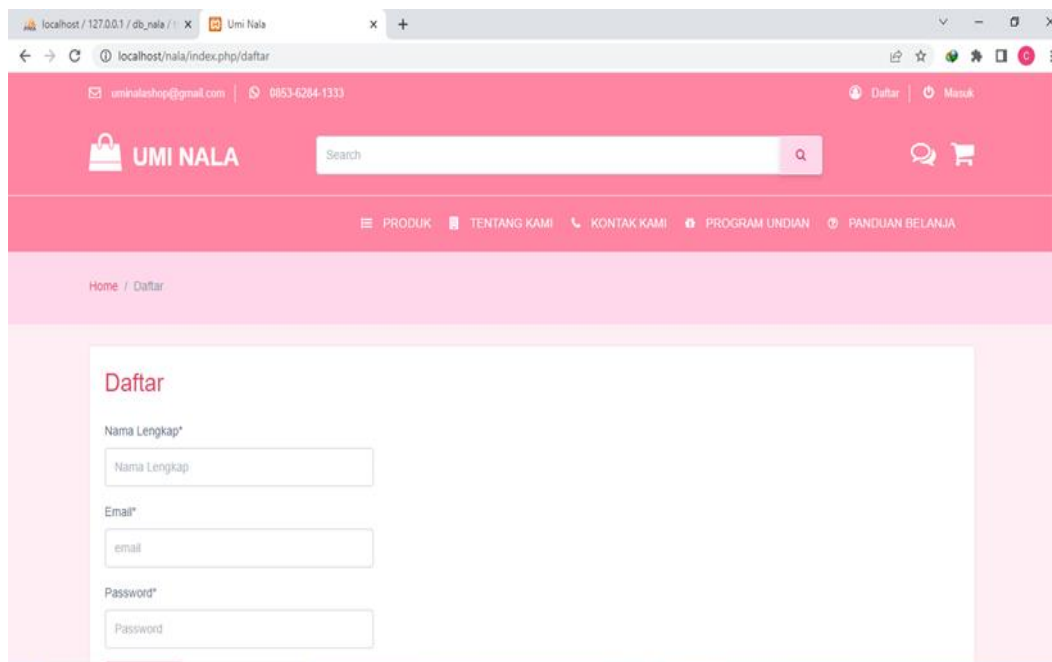 localhost / 127.0.0.1 / db_nala /
Umi Nala
localhost/nala/index.php/daftar
C
uminalashop@gmail.com
0853-6284-1333
Daftar
Masuk
UMI NALA
Search
PRODUK
TENTANG KAMI
KONTAK KAMI
PROGRAM UNDIAN
PANDUAN BELANJA
Home / Daftar
Daftar
Nama Lengkap*
Nama Lengkap
Email*
email
Password*
Password